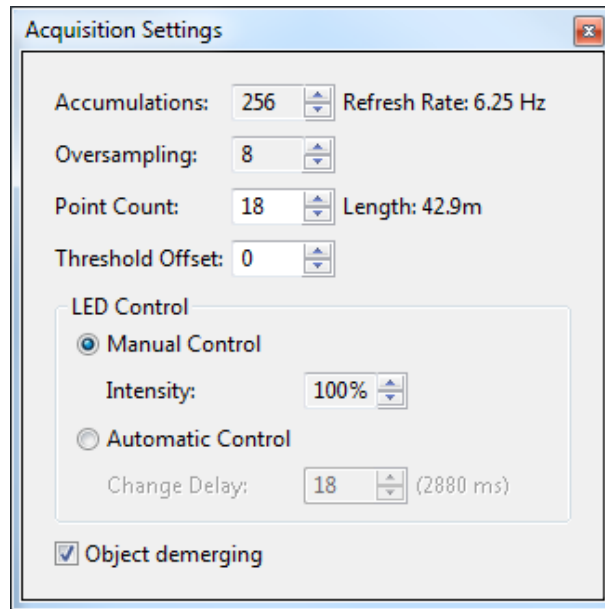 Acquisition Settings
Accumulations: 256 Refresh Rate: 6.25 Hz
Oversampling: 8
Point Count: 18 Length: 42.9m
Threshold Offset: 0
LED Control
Manual Control
Intensity: 100%
Automatic Control
Change Delay: 18 (2880 ms)
Object demerging